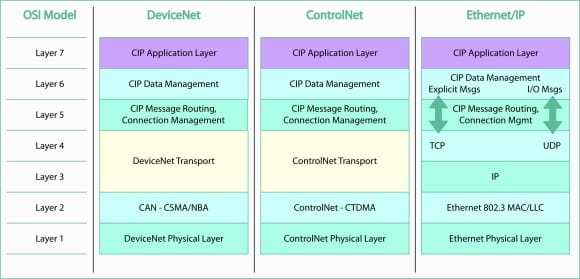 OSI Model DeviceNet ControlNet Ethernet/IP
Layer 7 CIP Application Layer CIP Application Layer CIP Application Layer
Layer 6 CIP Data Management CIP Data Management CIP Data Management
Explicit Msgs I/O Msgs
Layer 5 CIP Message Routing, CIP Message Routing, CIP Message Routing,
Connection Management Connection Management Connection Mgmt
Layer 4 DeviceNet Transport ControlNet Transport TCP UDP
Layer 3 IP
Layer 2 CAN - CSMA/NBA ControlNet - CTDMA Ethernet 802.3 MAC/LLC
Layer 1 DeviceNet Physical Layer ControlNet Physical Layer Ethernet Physical Layer